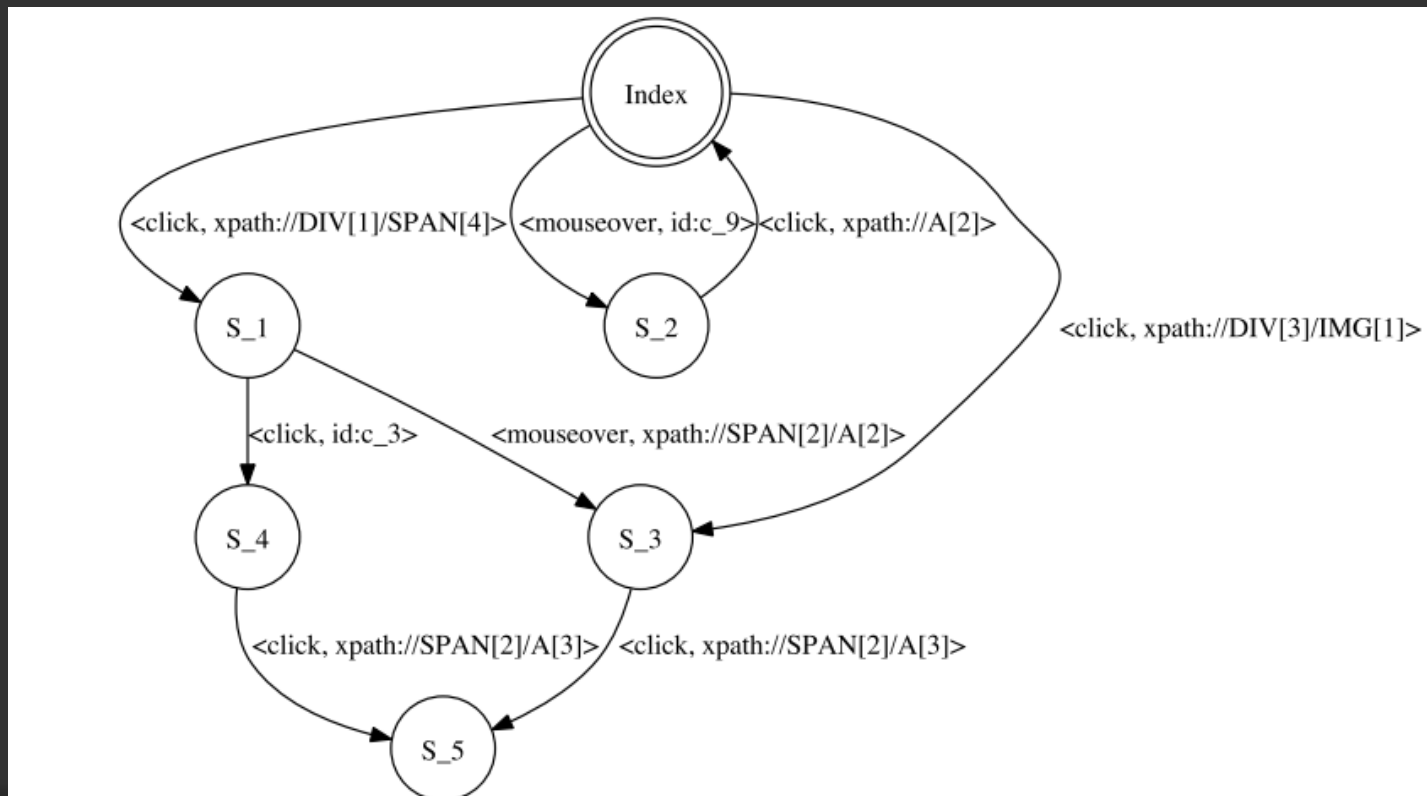 Index
<click, xpath://DIV[1]/SPAN[4]>
<mouseover, id:c_9>
<click, xpath://A[2]>
S_1
S_2
<click, xpath://DIV[3]/IMG[1]>
<click, id:c_3>
<mouseover, xpath://SPAN[2]/A[2]>
S_4
S_3
<click, xpath://SPAN[2]/A[3]>
<click, xpath://SPAN[2]/A[3]>
S_5